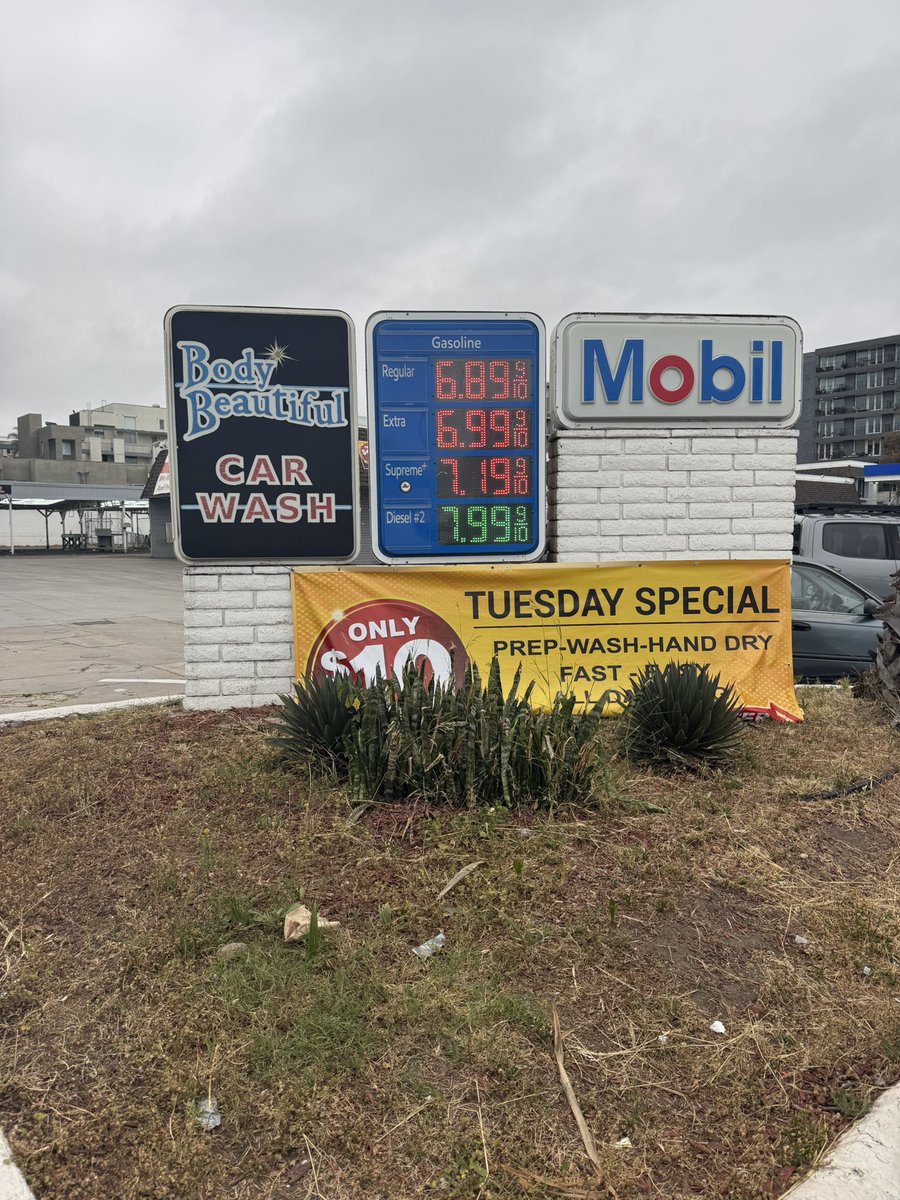 Body
Beautiful
CAR
WASH
Gasoline
Regular 6.89 9/10
Extra 6.99 9/10
Supreme+ 7.19 9/10
Diesel #2 7.99 9/10
Mobil
ONLY
$10
TUESDAY SPECIAL
PREP-WASH-HAND DRY
FAST